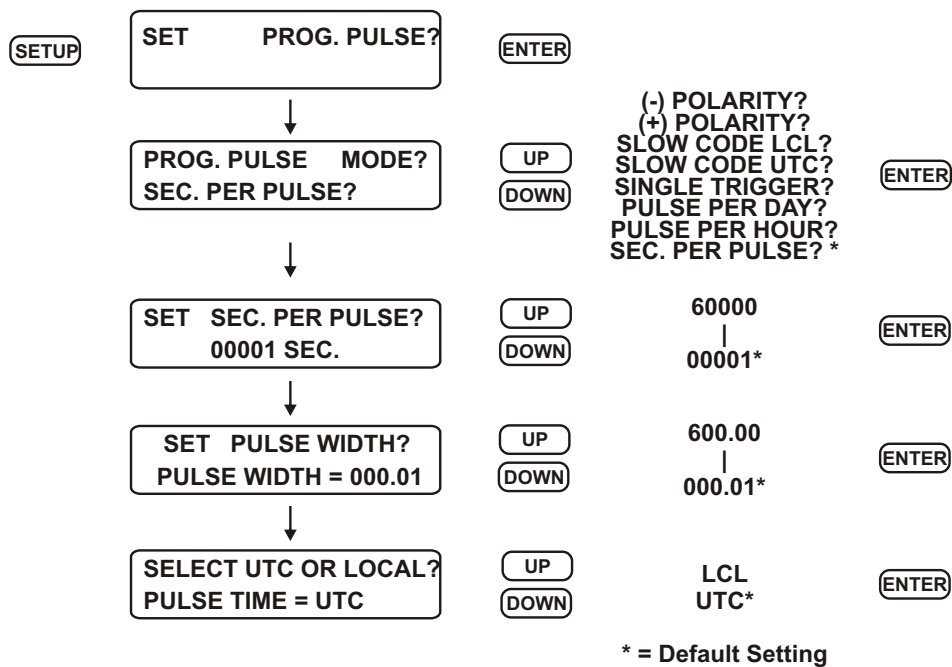 SETUP
SET PROG. PULSE?
ENTER
PROG. PULSE MODE?
SEC. PER PULSE?
UP
DOWN
(-) POLARITY?
(+) POLARITY?
SLOW CODE LCL?
SLOW CODE UTC?
SINGLE TRIGGER?
PULSE PER DAY?
PULSE PER HOUR?
SEC. PER PULSE? *
ENTER
SET SEC. PER PULSE?
00001 SEC.
UP
DOWN
60000
|
00001*
ENTER
SET PULSE WIDTH?
PULSE WIDTH = 000.01
UP
DOWN
600.00
|
000.01*
ENTER
SELECT UTC OR LOCAL?
PULSE TIME = UTC
UP
DOWN
LCL
UTC*
ENTER
* = Default Setting